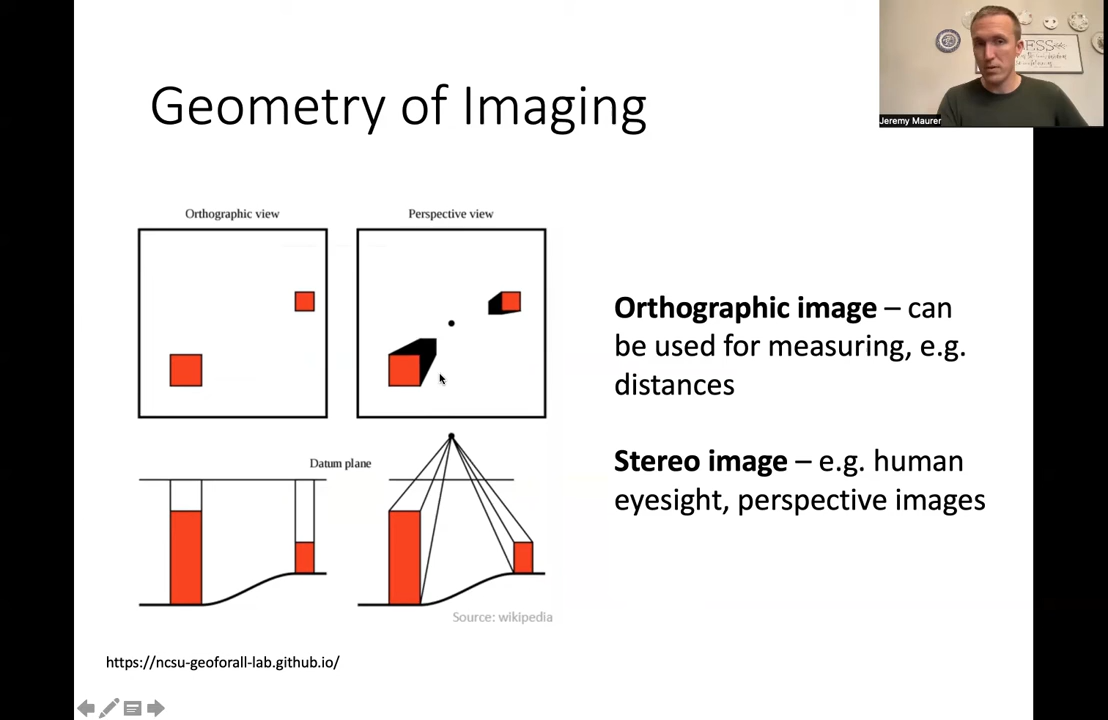 Geometry of Imaging
ESS
Jeremy Maurer
Orthographic view
Perspective view
Datum plane
Source: wikipedia
Orthographic image – can
be used for measuring, e.g.
distances
Stereo image – e.g. human
eyesight, perspective images
https://ncsu-geoforall-lab.github.io/